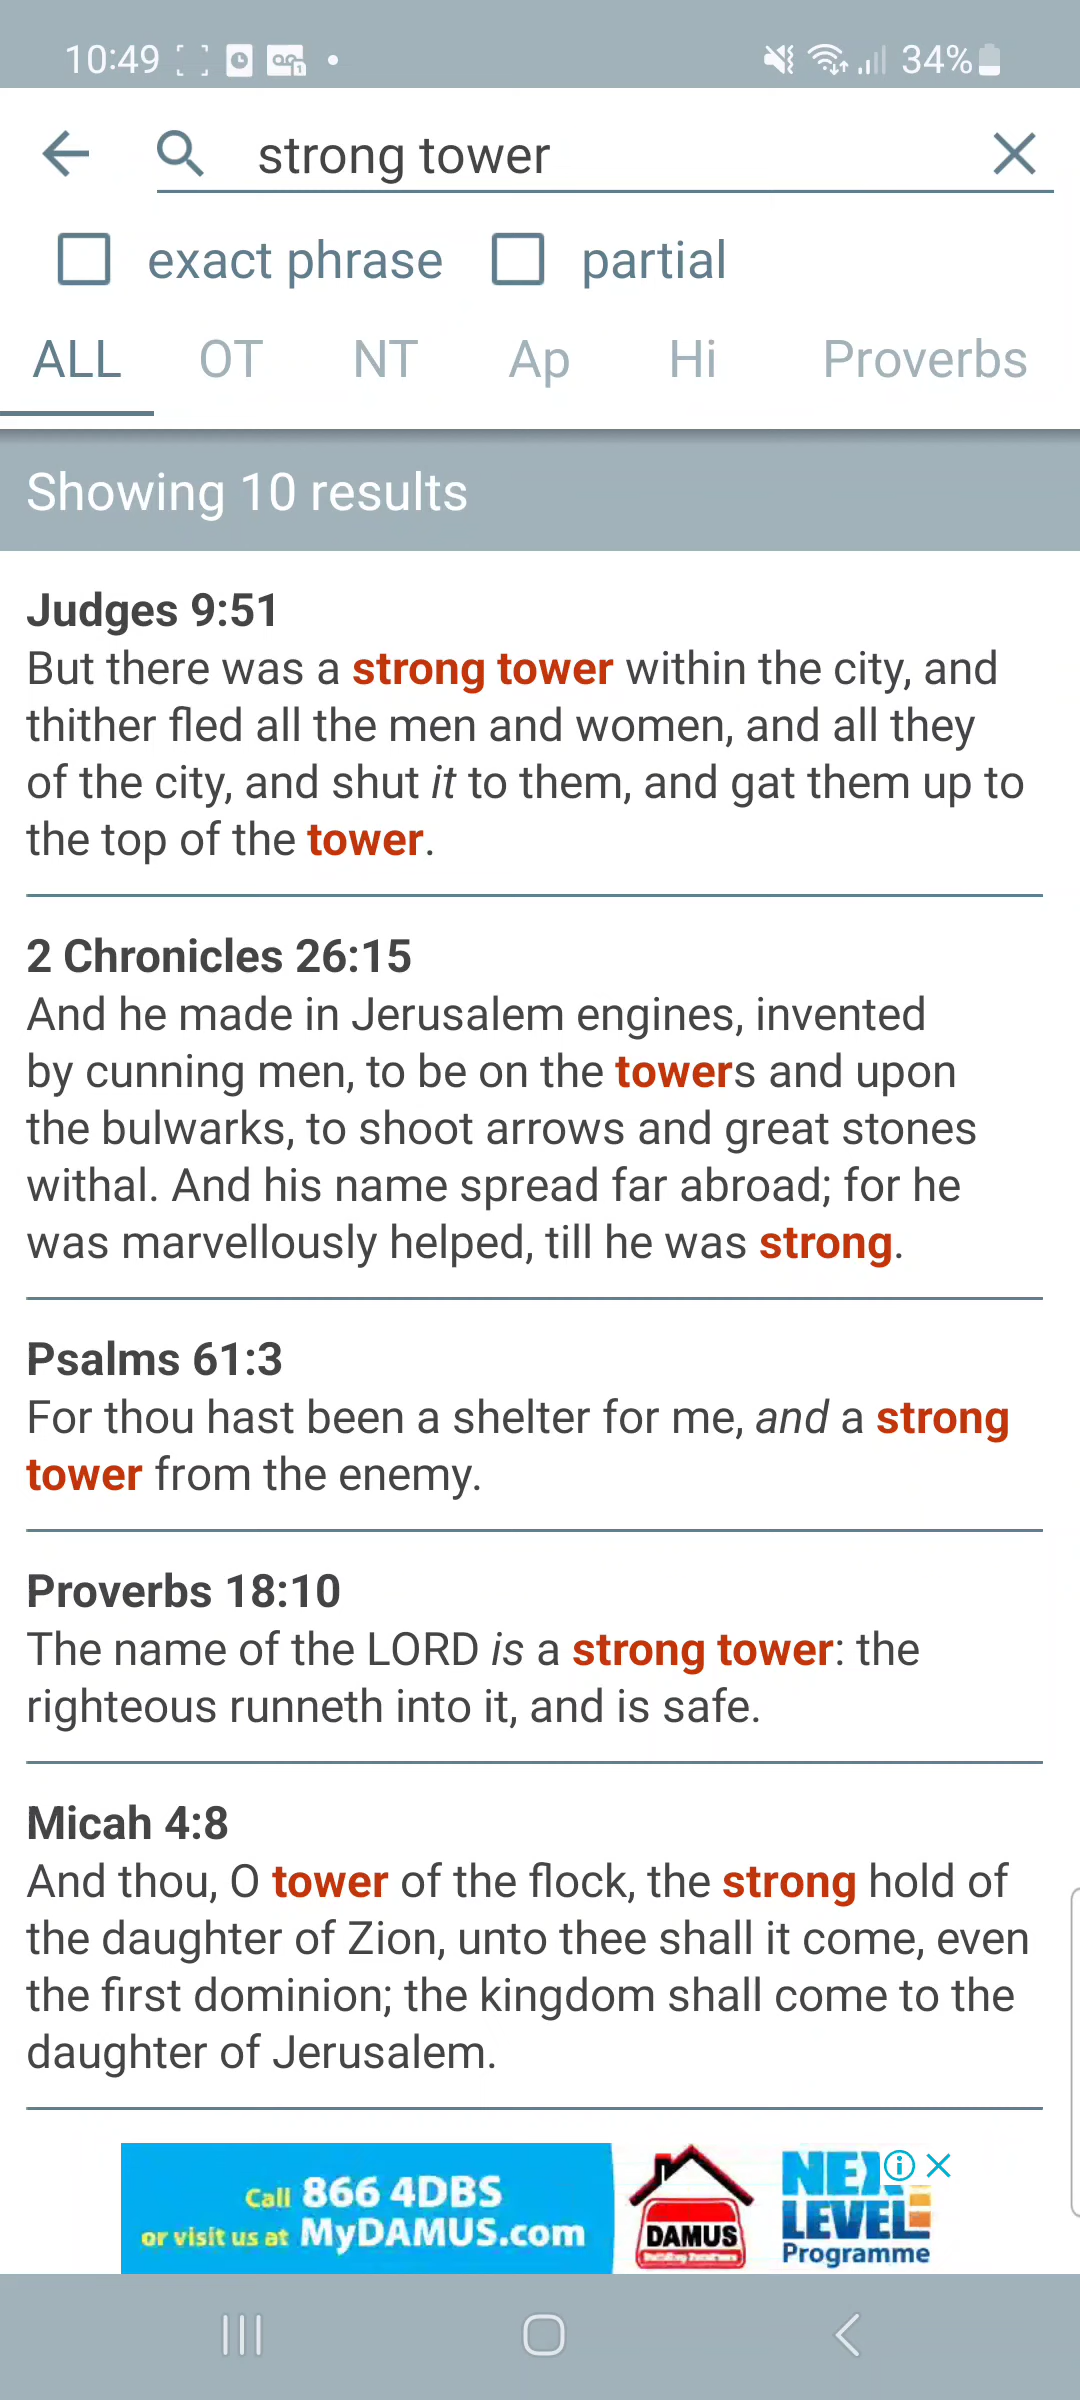 10:49
34%
strong tower
exact phrase partial
ALL OT NT Ap Hi Proverbs
Showing 10 results
Judges 9:51
But there was a strong tower within the city, and
thither fled all the men and women, and all they
of the city, and shut it to them, and gat them up to
the top of the tower.
2 Chronicles 26:15
And he made in Jerusalem engines, invented
by cunning men, to be on the towers and upon
the bulwarks, to shoot arrows and great stones
withal. And his name spread far abroad; for he
was marvellously helped, till he was strong.
Psalms 61:3
For thou hast been a shelter for me, and a strong
tower from the enemy.
Proverbs 18:10
The name of the LORD is a strong tower: the
righteous runneth into it, and is safe.
Micah 4:8
And thou, O tower of the flock, the strong hold of
the daughter of Zion, unto thee shall it come, even
the first dominion; the kingdom shall come to the
daughter of Jerusalem.
Call 866 4DBS
or visit us at MyDAMUS.com
DAMUS
LEVEL
Programme